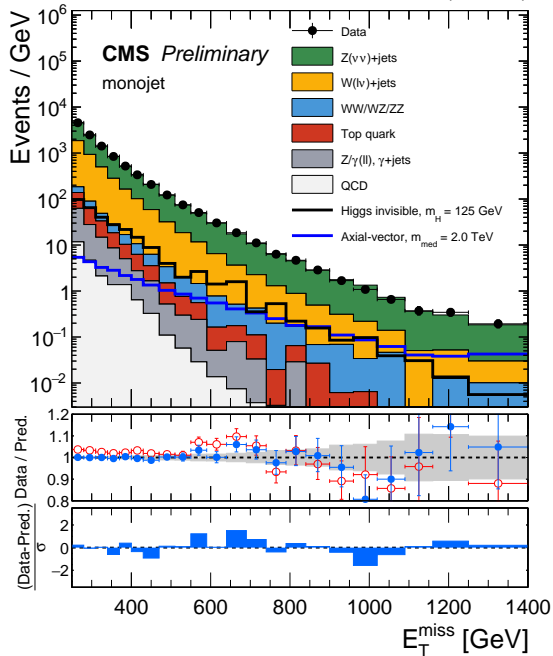 Events / GeV
10^6
10^5
10^4
10^3
10^2
10
1
10^-1
10^-2
CMS Preliminary
monojet
Data
Z(νν)+jets
W(lν)+jets
WW/WZ/ZZ
Top quark
Z/γ(ll), γ+jets
QCD
Higgs invisible, m_H = 125 GeV
Axial-vector, m_med = 2.0 TeV
Data / Pred.
1.2
1.1
1.0
0.9
0.8
(Data-Pred.)
σ
2
0
−2
400 600 800 1000 1200 1400
E_T^miss [GeV]